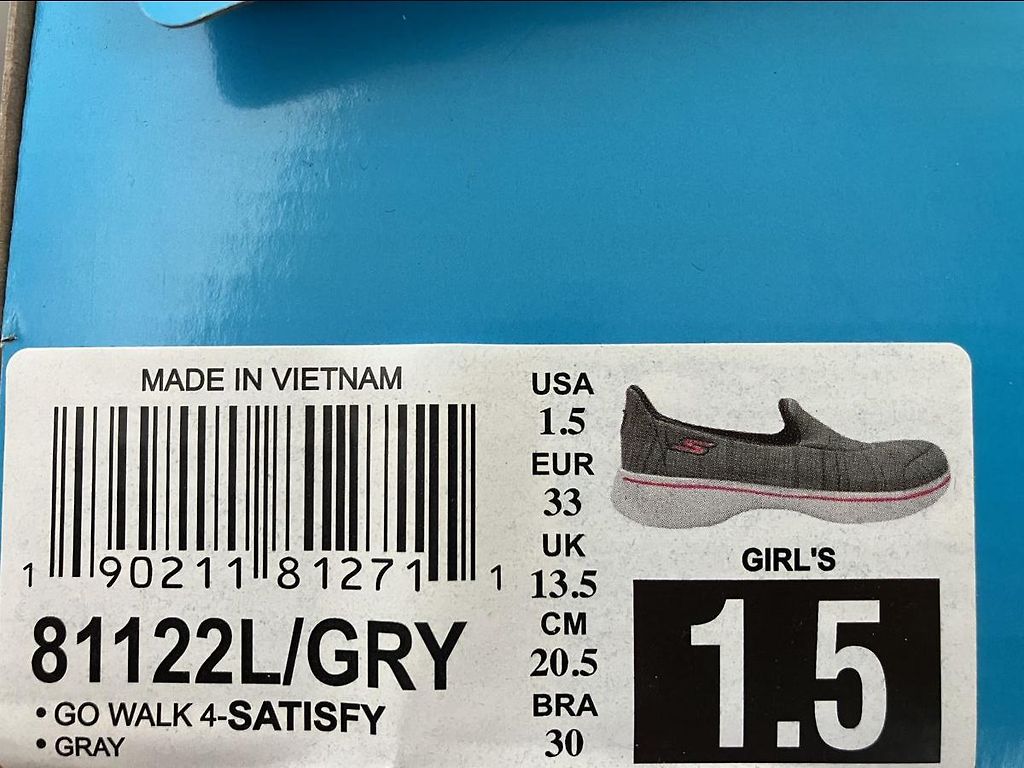 MADE IN VIETNAM
1 90211 81271 1
81122L/GRY
• GO WALK 4-SATISFY
• GRAY
USA
1.5
EUR
33
UK
13.5
CM
20.5
BRA
30
GIRL'S
1.5